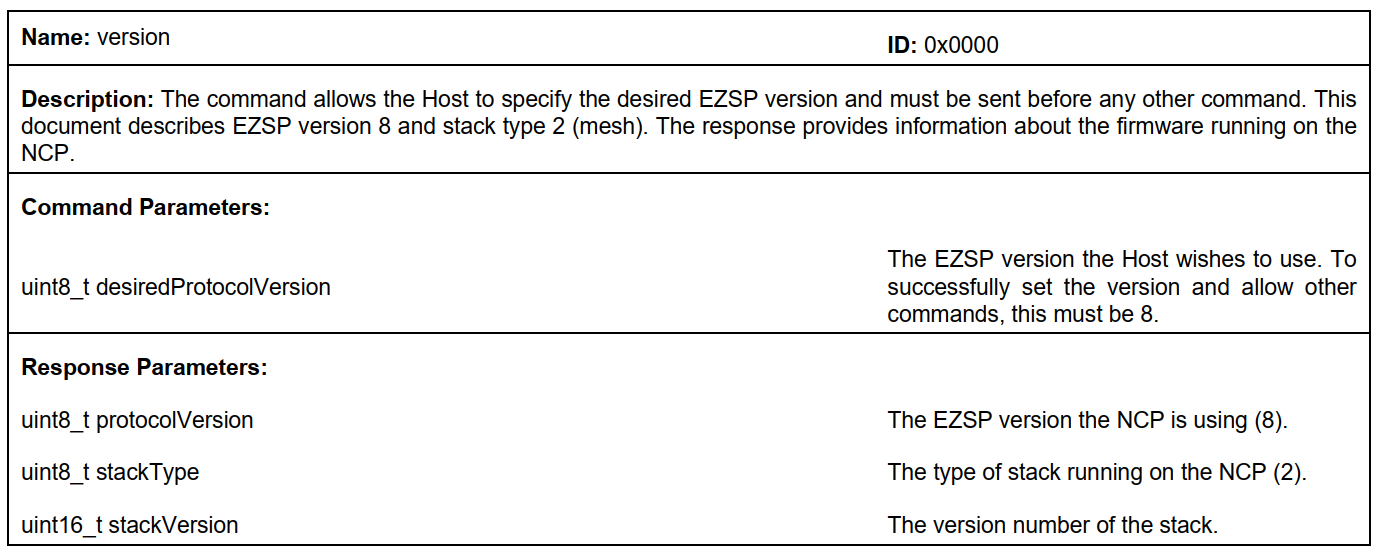 Name: version
ID: 0x0000
Description: The command allows the Host to specify the desired EZSP version and must be sent before any other command. This
document describes EZSP version 8 and stack type 2 (mesh). The response provides information about the firmware running on the
NCP.
Command Parameters:
uint8_t desiredProtocolVersion
The EZSP version the Host wishes to use. To
successfully set the version and allow other
commands, this must be 8.
Response Parameters:
uint8_t protocolVersion
The EZSP version the NCP is using (8).
uint8_t stackType
The type of stack running on the NCP (2).
uint16_t stackVersion
The version number of the stack.